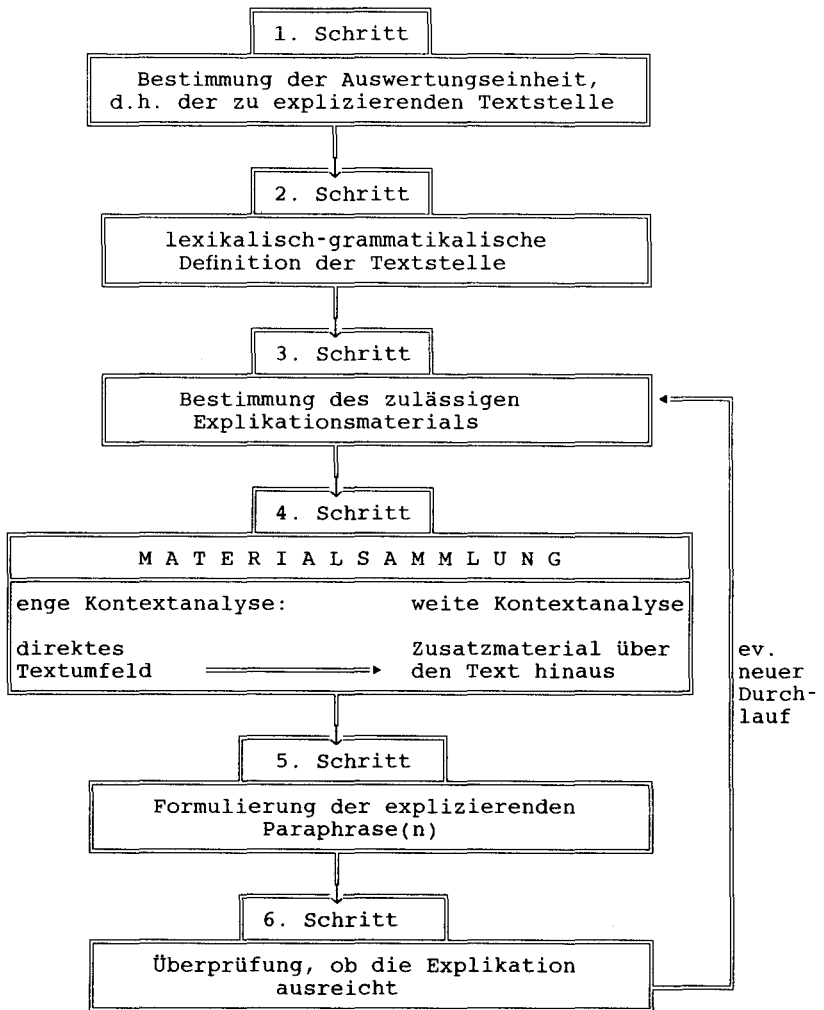 1. Schritt
Bestimmung der Auswertungseinheit,
d.h. der zu explizierenden Textstelle
2. Schritt
lexikalisch-grammatikalische
Definition der Textstelle
3. Schritt
Bestimmung des zulässigen
Explikationsmaterials
4. Schritt
M A T E R I A L S A M M L U N G
enge Kontextanalyse: weite Kontextanalyse
direktes Zusatzmaterial über
Textumfeld den Text hinaus
ev.
neuer
Durch-
lauf
5. Schritt
Formulierung der explizierenden
Paraphrase(n)
6. Schritt
Überprüfung, ob die Explikation
ausreicht